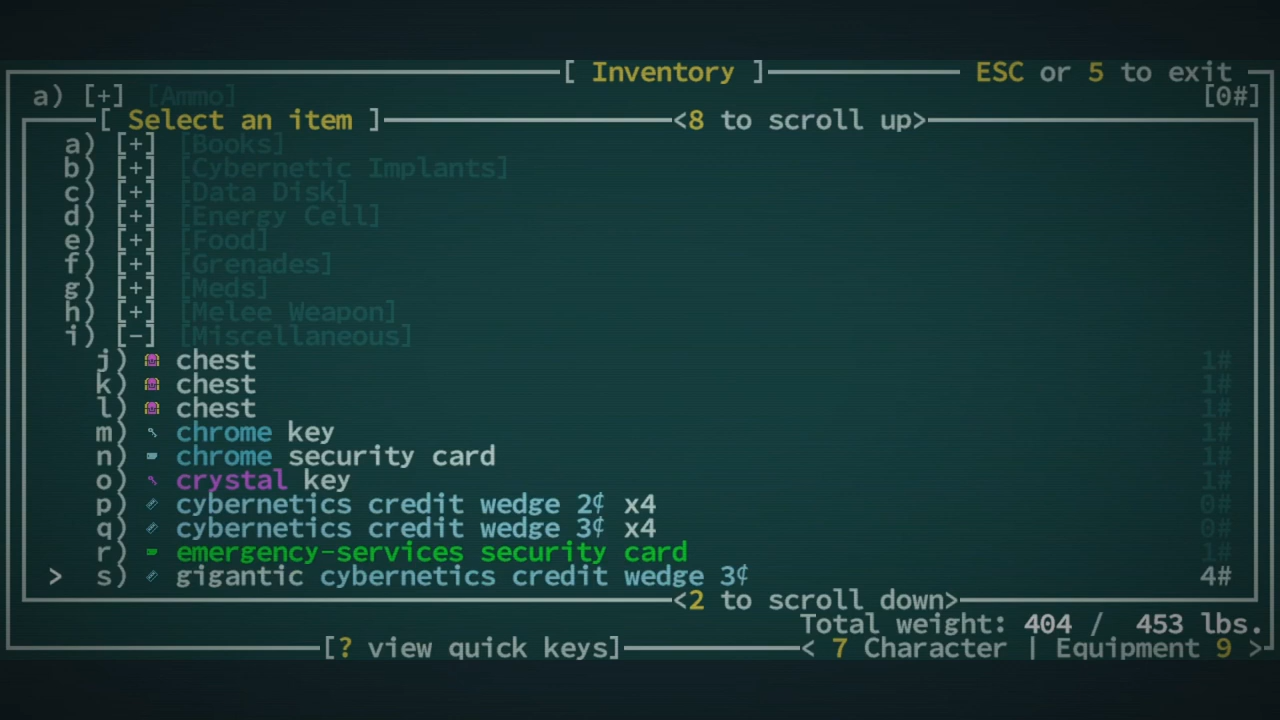 [ Inventory ] ESC or 5 to exit
a) [+] [Ammo] [0#]
[ Select an item ] <8 to scroll up>
a) [+] [Books]
b) [+] [Cybernetic Implants]
c) [+] [Data Disk]
d) [+] [Energy Cell]
e) [+] [Food]
f) [+] [Grenades]
g) [+] [Meds]
h) [+] [Melee Weapon]
i) [-] [Miscellaneous]
j) chest 1#
k) chest 1#
l) chest 1#
m) chrome key 1#
n) chrome security card 1#
o) crystal key 1#
p) cybernetics credit wedge 2¢ x4 0#
q) cybernetics credit wedge 3¢ x4 0#
r) emergency-services security card 1#
> s) gigantic cybernetics credit wedge 3¢ 4#
<2 to scroll down>
Total weight: 404 / 453 lbs.
[? view quick keys] < 7 Character | Equipment 9 >